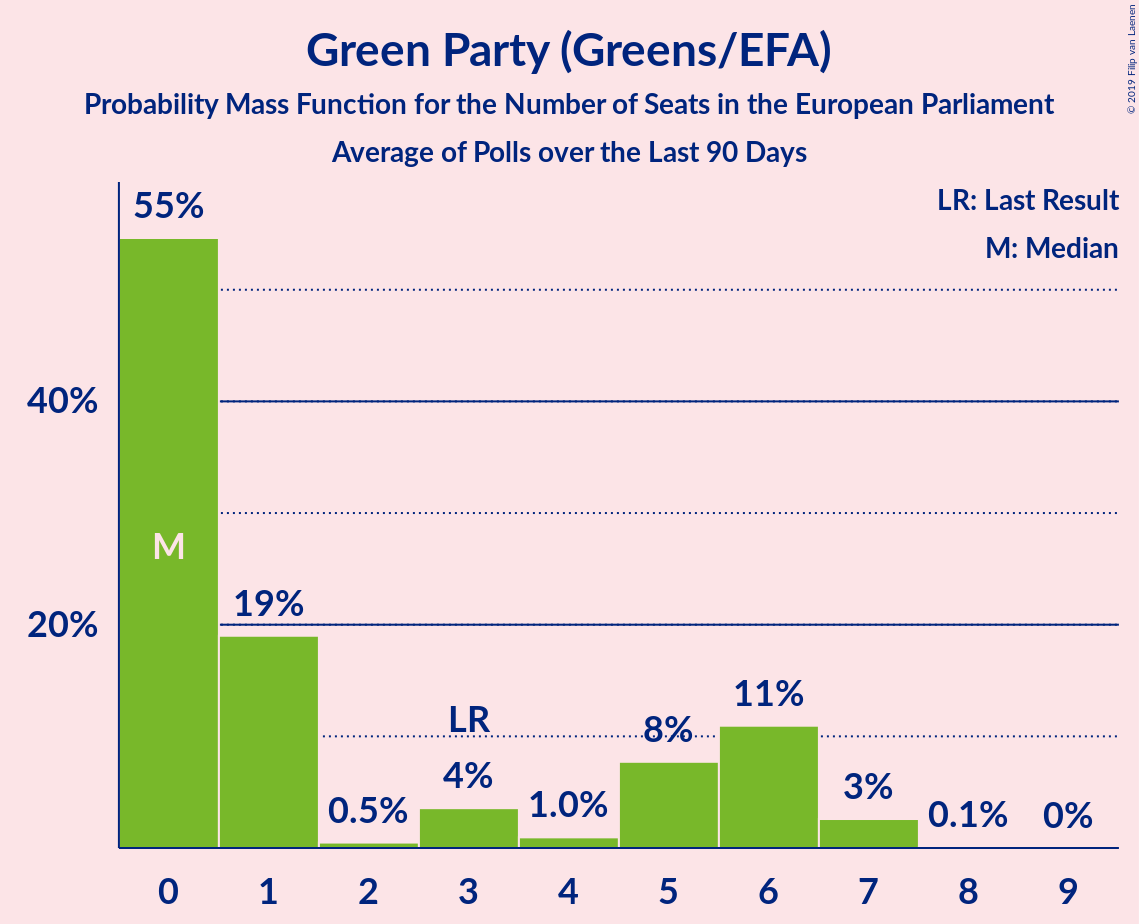 Green Party (Greens/EFA)
Probability Mass Function for the Number of Seats in the European Parliament
Average of Polls over the Last 90 Days
© 2019 Filip van Laenen
LR: Last Result
M: Median
55%
40%
M
20%
19%
0.5%
LR
4%
1.0%
8%
11%
3%
0.1%
0%
0 1 2 3 4 5 6 7 8 9